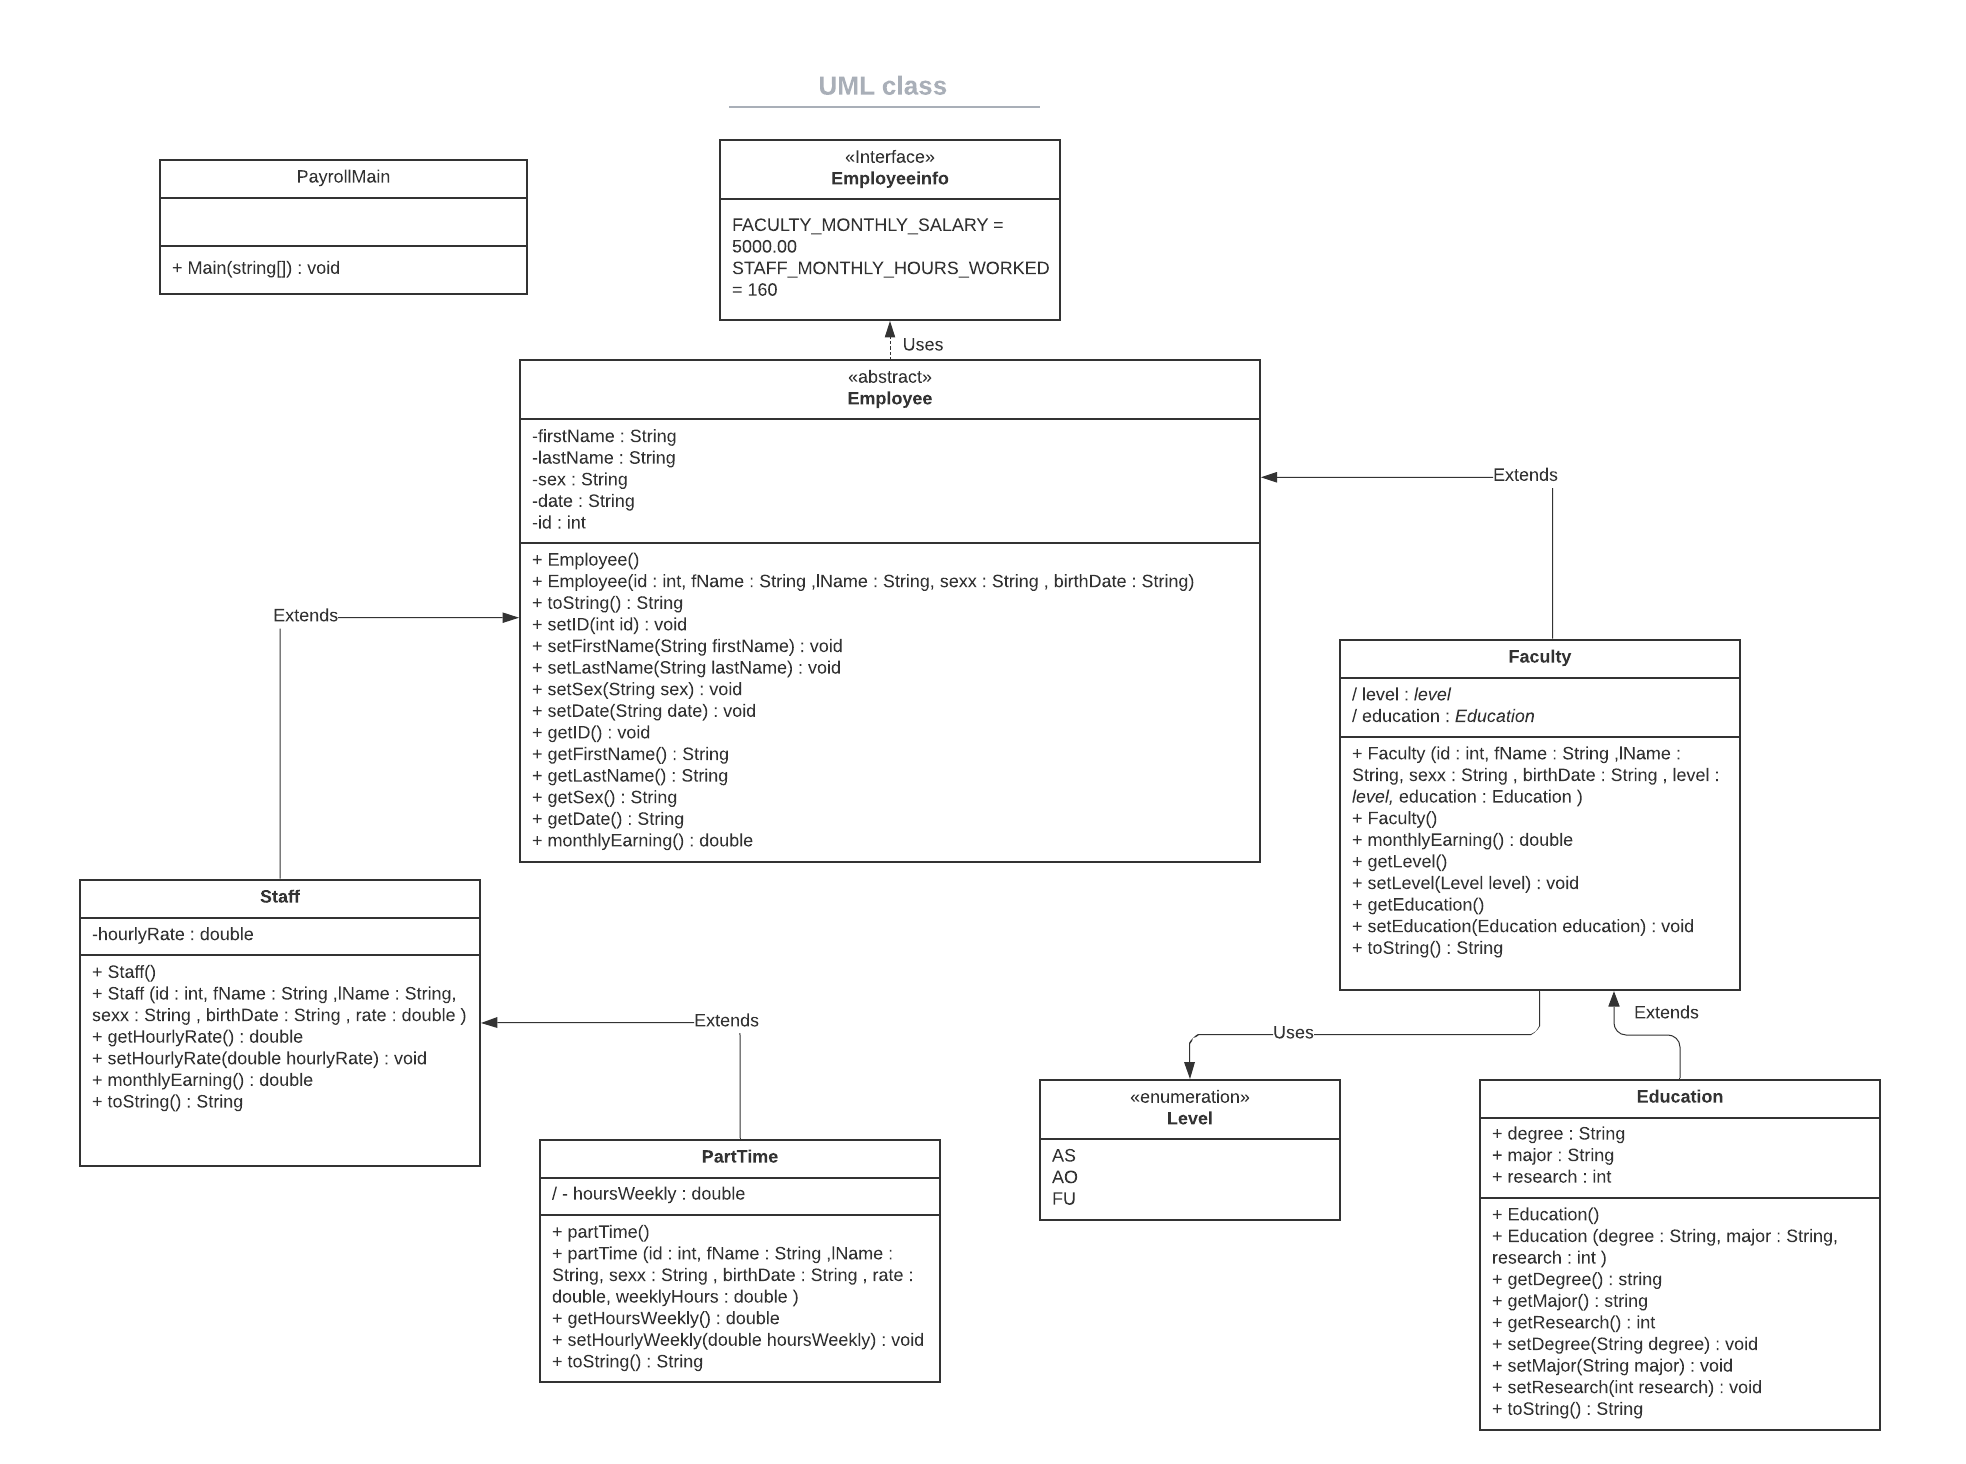 UML class
PayrollMain
+ Main(string[]) : void
«Interface»
Employeeinfo
FACULTY_MONTHLY_SALARY =
5000.00
STAFF_MONTHLY_HOURS_WORKED
= 160
Uses
«abstract»
Employee
-firstName : String
-lastName : String
-sex : String
-date : String
-id : int
+ Employee()
+ Employee(id : int, fName : String ,lName : String, sexx : String , birthDate : String)
+ toString() : String
+ setID(int id) : void
+ setFirstName(String firstName) : void
+ setLastName(String lastName) : void
+ setSex(String sex) : void
+ setDate(String date) : void
+ getID() : void
+ getFirstName() : String
+ getLastName() : String
+ getSex() : String
+ getDate() : String
+ monthlyEarning() : double
Extends
Extends
Faculty
/ level : level
/ education : Education
+ Faculty (id : int, fName : String ,lName :
String, sexx : String , birthDate : String , level :
level, education : Education )
+ Faculty()
+ monthlyEarning() : double
+ getLevel()
+ setLevel(Level level) : void
+ getEducation()
+ setEducation(Education education) : void
+ toString() : String
Staff
-hourlyRate : double
+ Staff()
+ Staff (id : int, fName : String ,lName : String,
sexx : String , birthDate : String , rate : double )
+ getHourlyRate() : double
+ setHourlyRate(double hourlyRate) : void
+ monthlyEarning() : double
+ toString() : String
Extends
Uses
Extends
PartTime
/ - hoursWeekly : double
+ partTime()
+ partTime (id : int, fName : String ,lName :
String, sexx : String , birthDate : String , rate :
double, weeklyHours : double )
+ getHoursWeekly() : double
+ setHourlyWeekly(double hoursWeekly) : void
+ toString() : String
«enumeration»
Level
AS
AO
FU
Education
+ degree : String
+ major : String
+ research : int
+ Education()
+ Education (degree : String, major : String,
research : int )
+ getDegree() : string
+ getMajor() : string
+ getResearch() : int
+ setDegree(String degree) : void
+ setMajor(String major) : void
+ setResearch(int research) : void
+ toString() : String